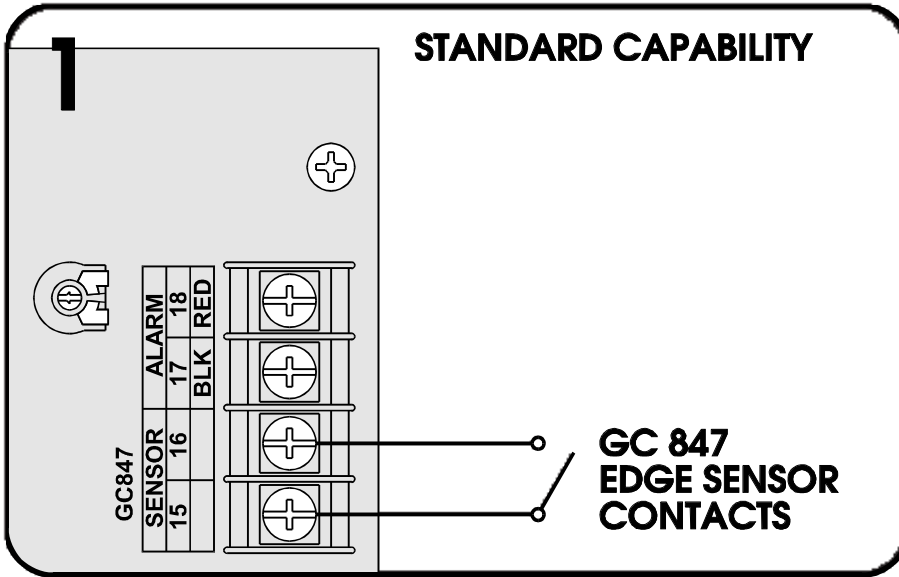 1
STANDARD CAPABILITY
ALARM
18 RED
17 BLK
GC847
SENSOR
16
15
GC 847
EDGE SENSOR
CONTACTS